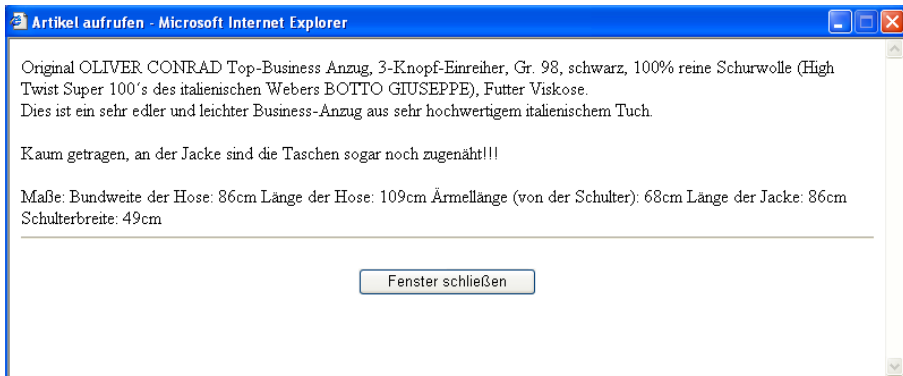 Artikel aufrufen - Microsoft Internet Explorer
Original OLIVER CONRAD Top-Business Anzug, 3-Knopf-Einreiher, Gr. 98, schwarz, 100% reine Schurwolle (High
Twist Super 100´s des italienischen Webers BOTTO GIUSEPPE), Futter Viskose.
Dies ist ein sehr edler und leichter Business-Anzug aus sehr hochwertigem italienischem Tuch.
Kaum getragen, an der Jacke sind die Taschen sogar noch zugenäht!!!
Maße: Bundweite der Hose: 86cm Länge der Hose: 109cm Ärmellänge (von der Schulter): 68cm Länge der Jacke: 86cm
Schulterbreite: 49cm
Fenster schließen